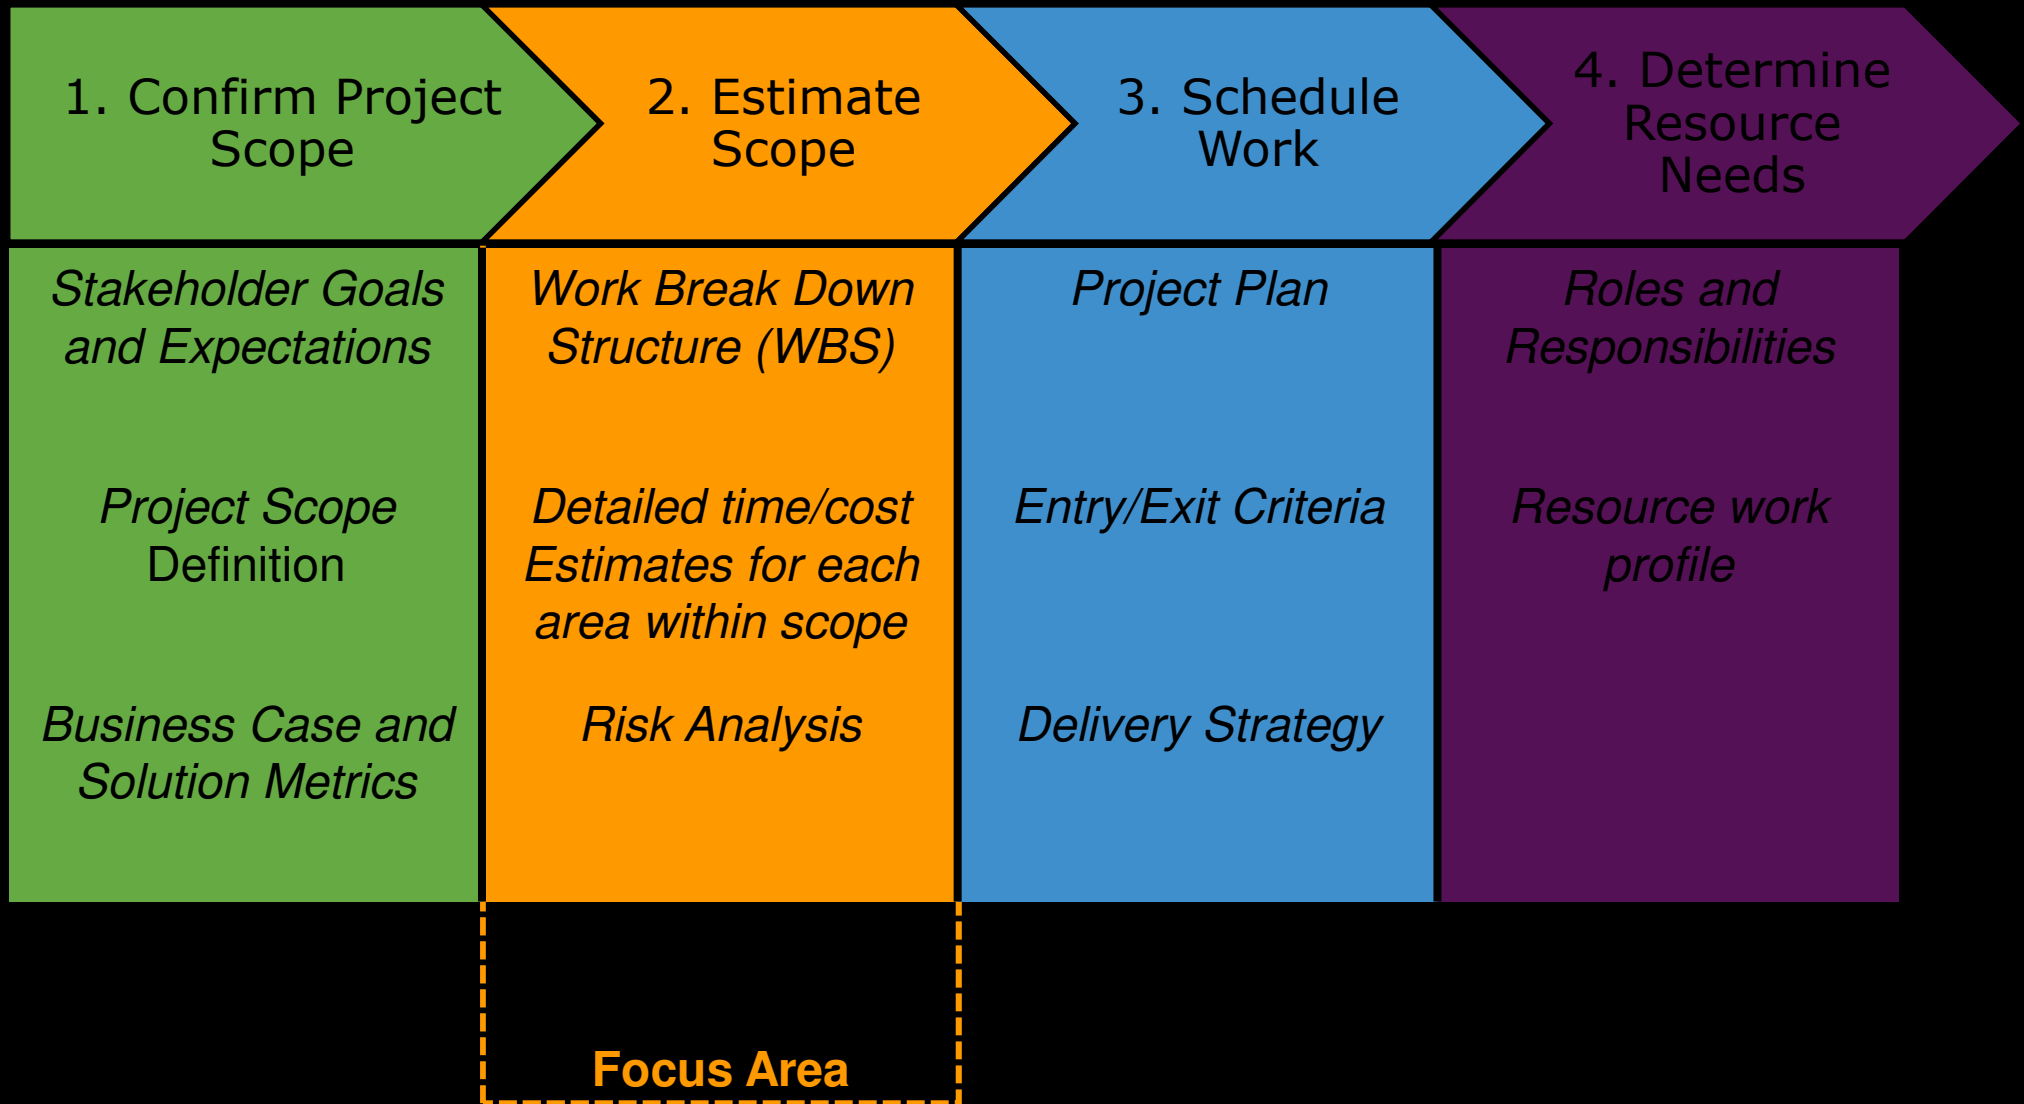 1. Confirm Project
Scope
2. Estimate
Scope
3. Schedule
Work
4. Determine
Resource
Needs
Stakeholder Goals
and Expectations
Project Scope
Definition
Business Case and
Solution Metrics
Work Break Down
Structure (WBS)
Detailed time/cost
Estimates for each
area within scope
Risk Analysis
Project Plan
Entry/Exit Criteria
Delivery Strategy
Roles and
Responsibilities
Resource work
profile
Focus Area